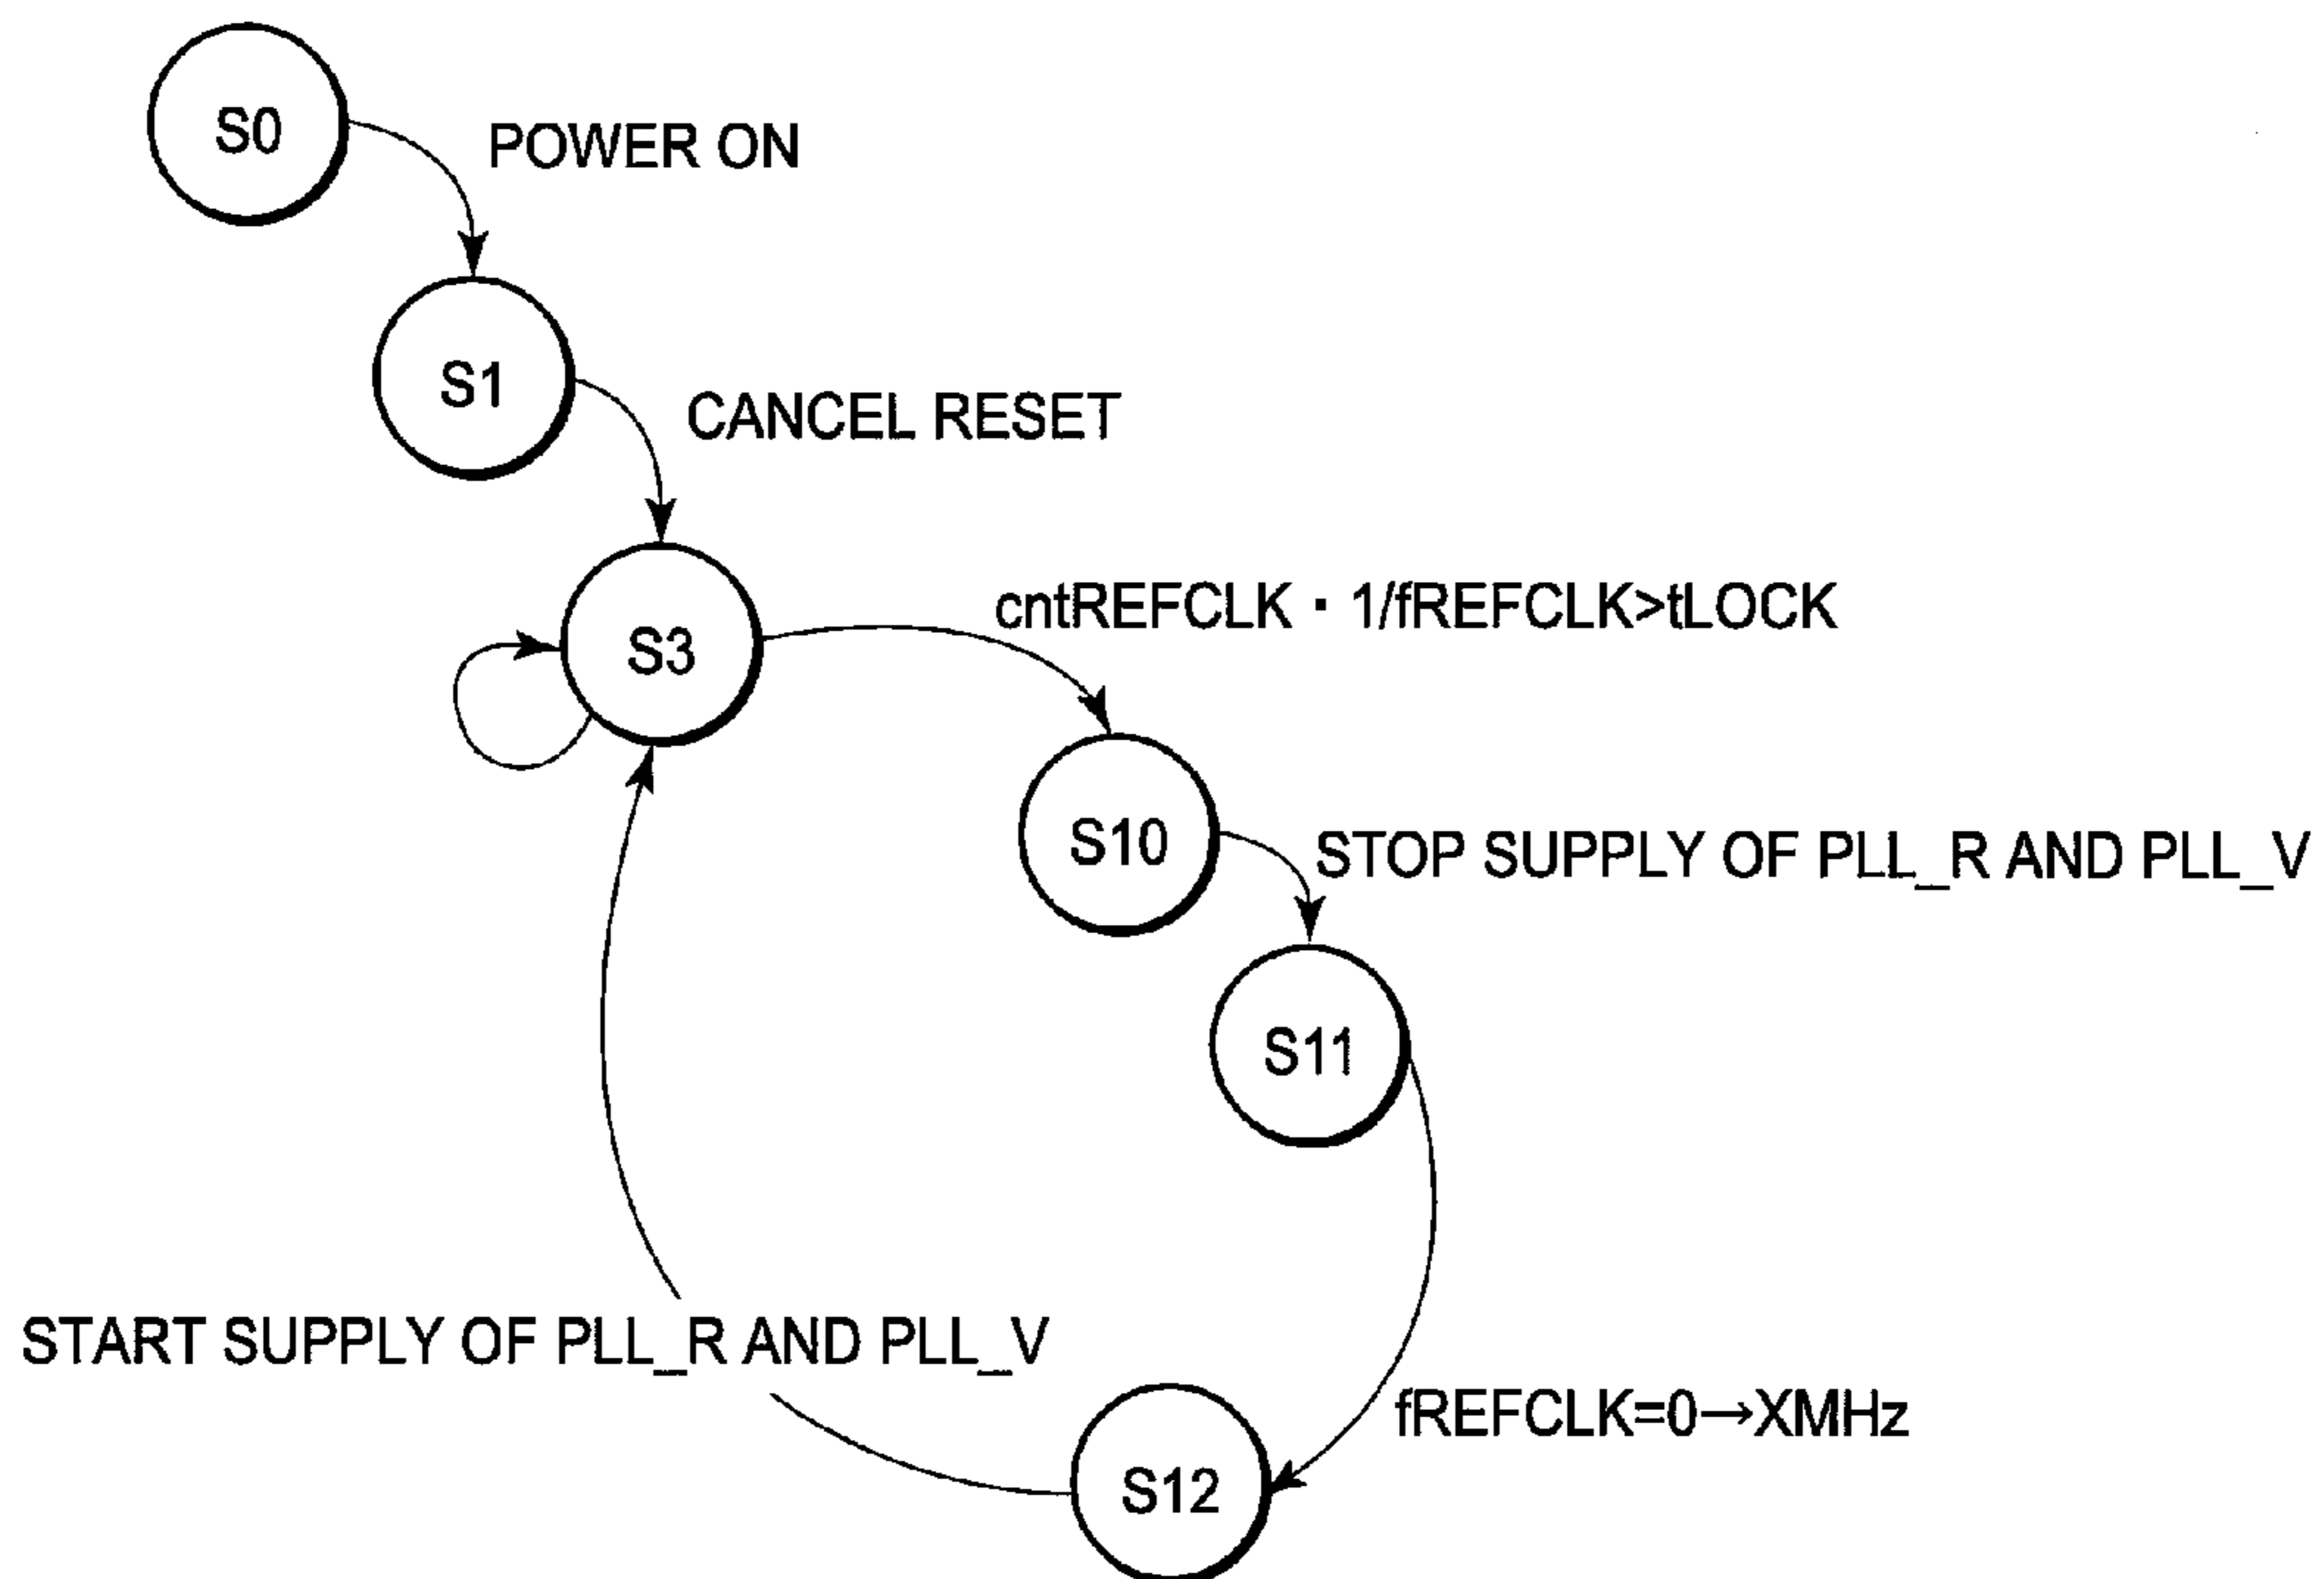 S0
POWER ON
S1
CANCEL RESET
cntREFCLK・1/fREFCLK>tLOCK
S3
S10
STOP SUPPLY OF PLL_R AND PLL_V
S11
START SUPPLY OF PLL_R AND PLL_V
fREFCLK=0→XMHz
S12